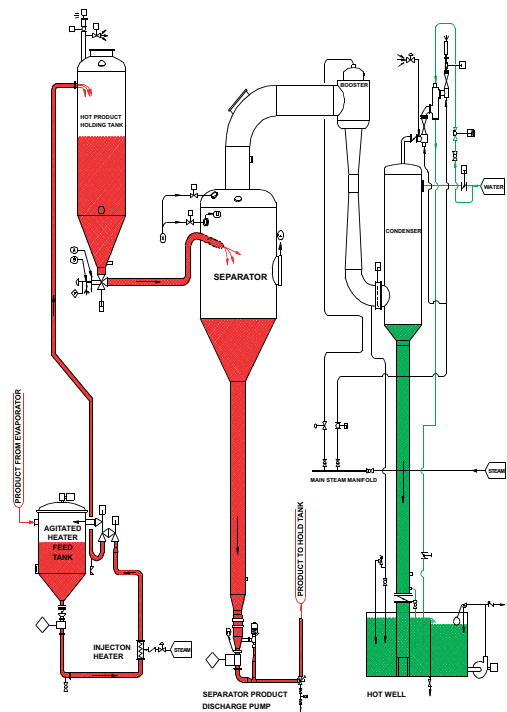 BOOSTER
HOT PRODUCT
HOLDING TANK
WATER
CONDENSER
SEPARATOR
PRODUCT FROM EVAPORATOR
MAIN STEAM MANIFOLD
STEAM
AGITATED
HEATER
FEED
TANK
PRODUCT TO HOLD TANK
INJECTON
HEATER
STEAM
SEPARATOR PRODUCT
DISCHARGE PUMP
HOT WELL